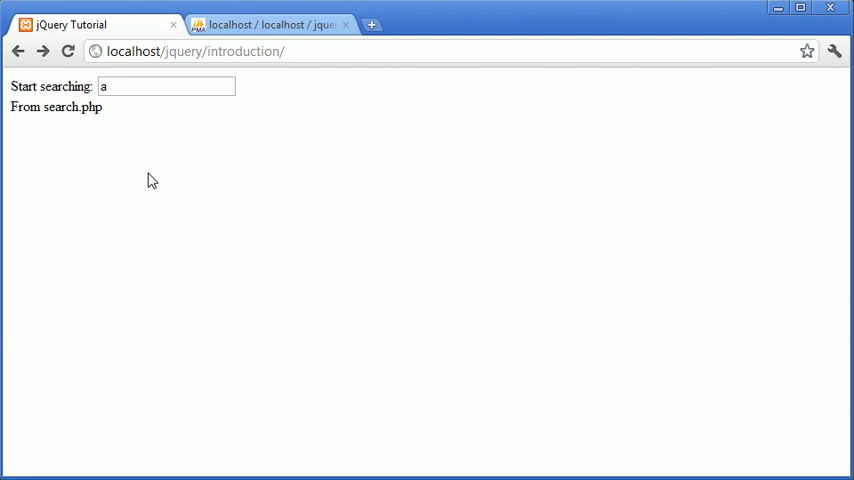 jQuery Tutorial
localhost / localhost / jque
localhost/jquery/introduction/
Start searching: a
From search.php